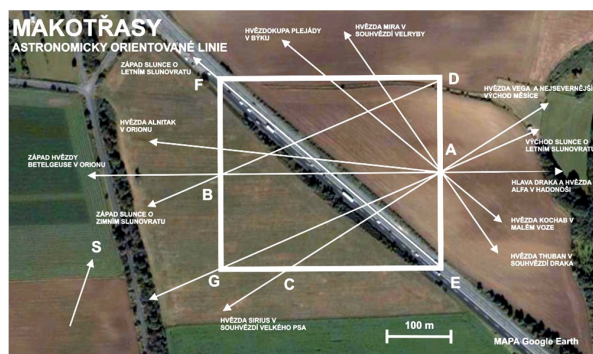 MAKOTŘASY
ASTRONOMICKY ORIENTOVANÉ LINIE
HVĚZDOKUPA PLEJÁDY
V BÝKU
HVĚZDA MIRA V
SOUHVĚZDÍ VELRYBY
ZÁPAD SLUNCE O
LETNÍM SLUNOVRATU
F
D
HVĚZDA VEGA A NEJSEVERNĚJŠÍ
VÝCHOD MĚSÍCE
HVĚZDA ALNITAK
V ORIONU
VÝCHOD SLUNCE O
LETNÍM SLUNOVRATU
A
ZÁPAD HVĚZDY
BETELGEUSE V ORIONU
B
HLAVA DRAKA A HVĚZDA
ALFA V HADONOŠI
ZÁPAD SLUNCE O
ZIMNÍM SLUNOVRATU
HVĚZDA KOCHAB V
MALÉM VOZE
S
HVĚZDA THUBAN V
SOUHVĚZDÍ DRAKA
G
C
E
HVĚZDA SIRIUS V
SOUHVĚZDÍ VELKÉHO PSA
100 m
MAPA Google Earth